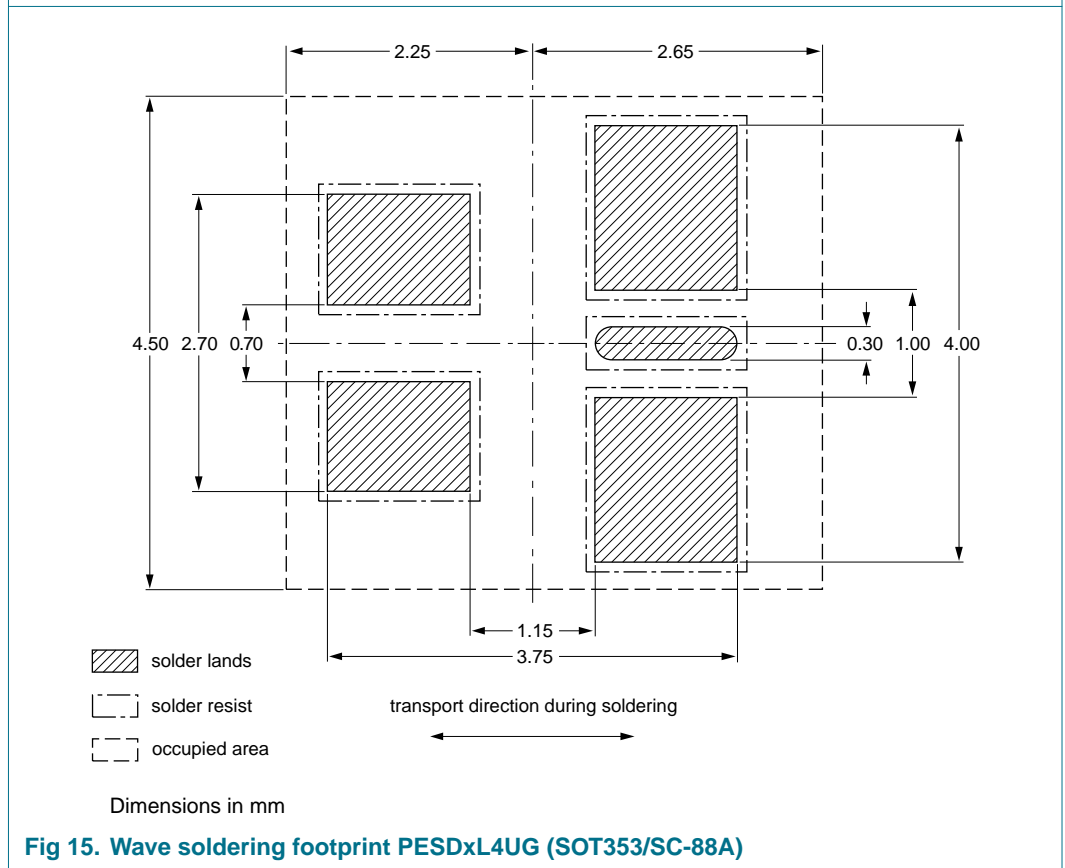 2.25 2.65
4.50 2.70 0.70 0.30 1.00 4.00
1.15
3.75
solder lands
solder resist
transport direction during soldering
occupied area
Dimensions in mm
Fig 15. Wave soldering footprint PESDxL4UG (SOT353/SC-88A)